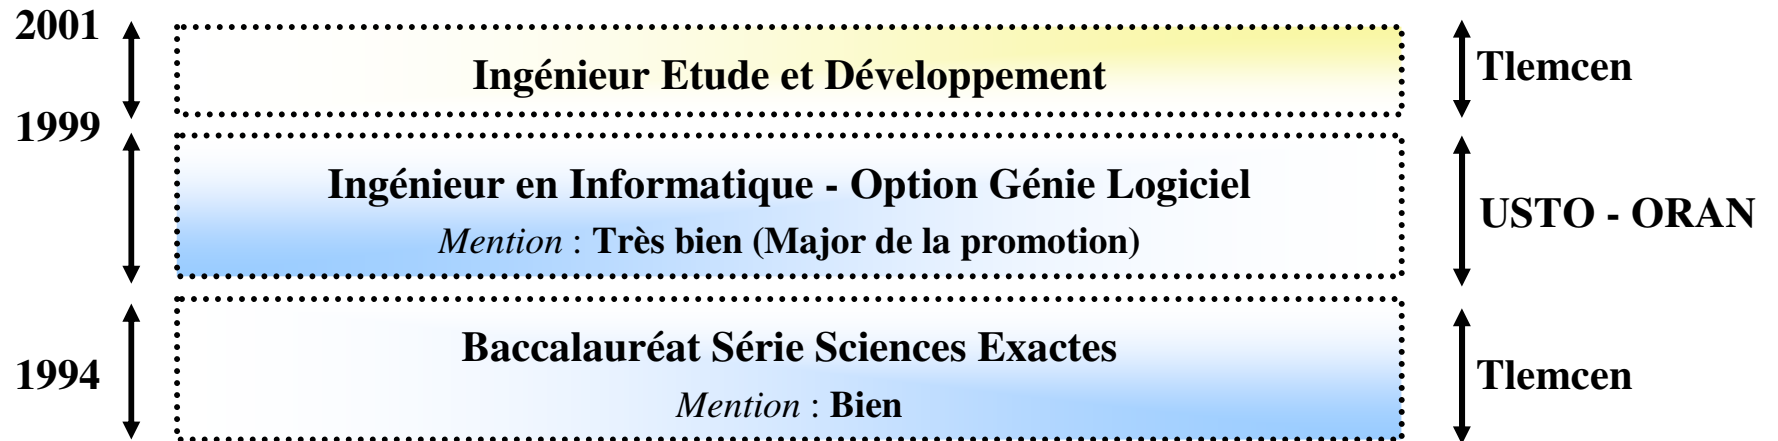 2001
Ingénieur Etude et Développement
Tlemcen
1999
Ingénieur en Informatique - Option Génie Logiciel
Mention : Très bien (Major de la promotion)
USTO - ORAN
Baccalauréat Série Sciences Exactes
1994
Tlemcen
Mention : Bien